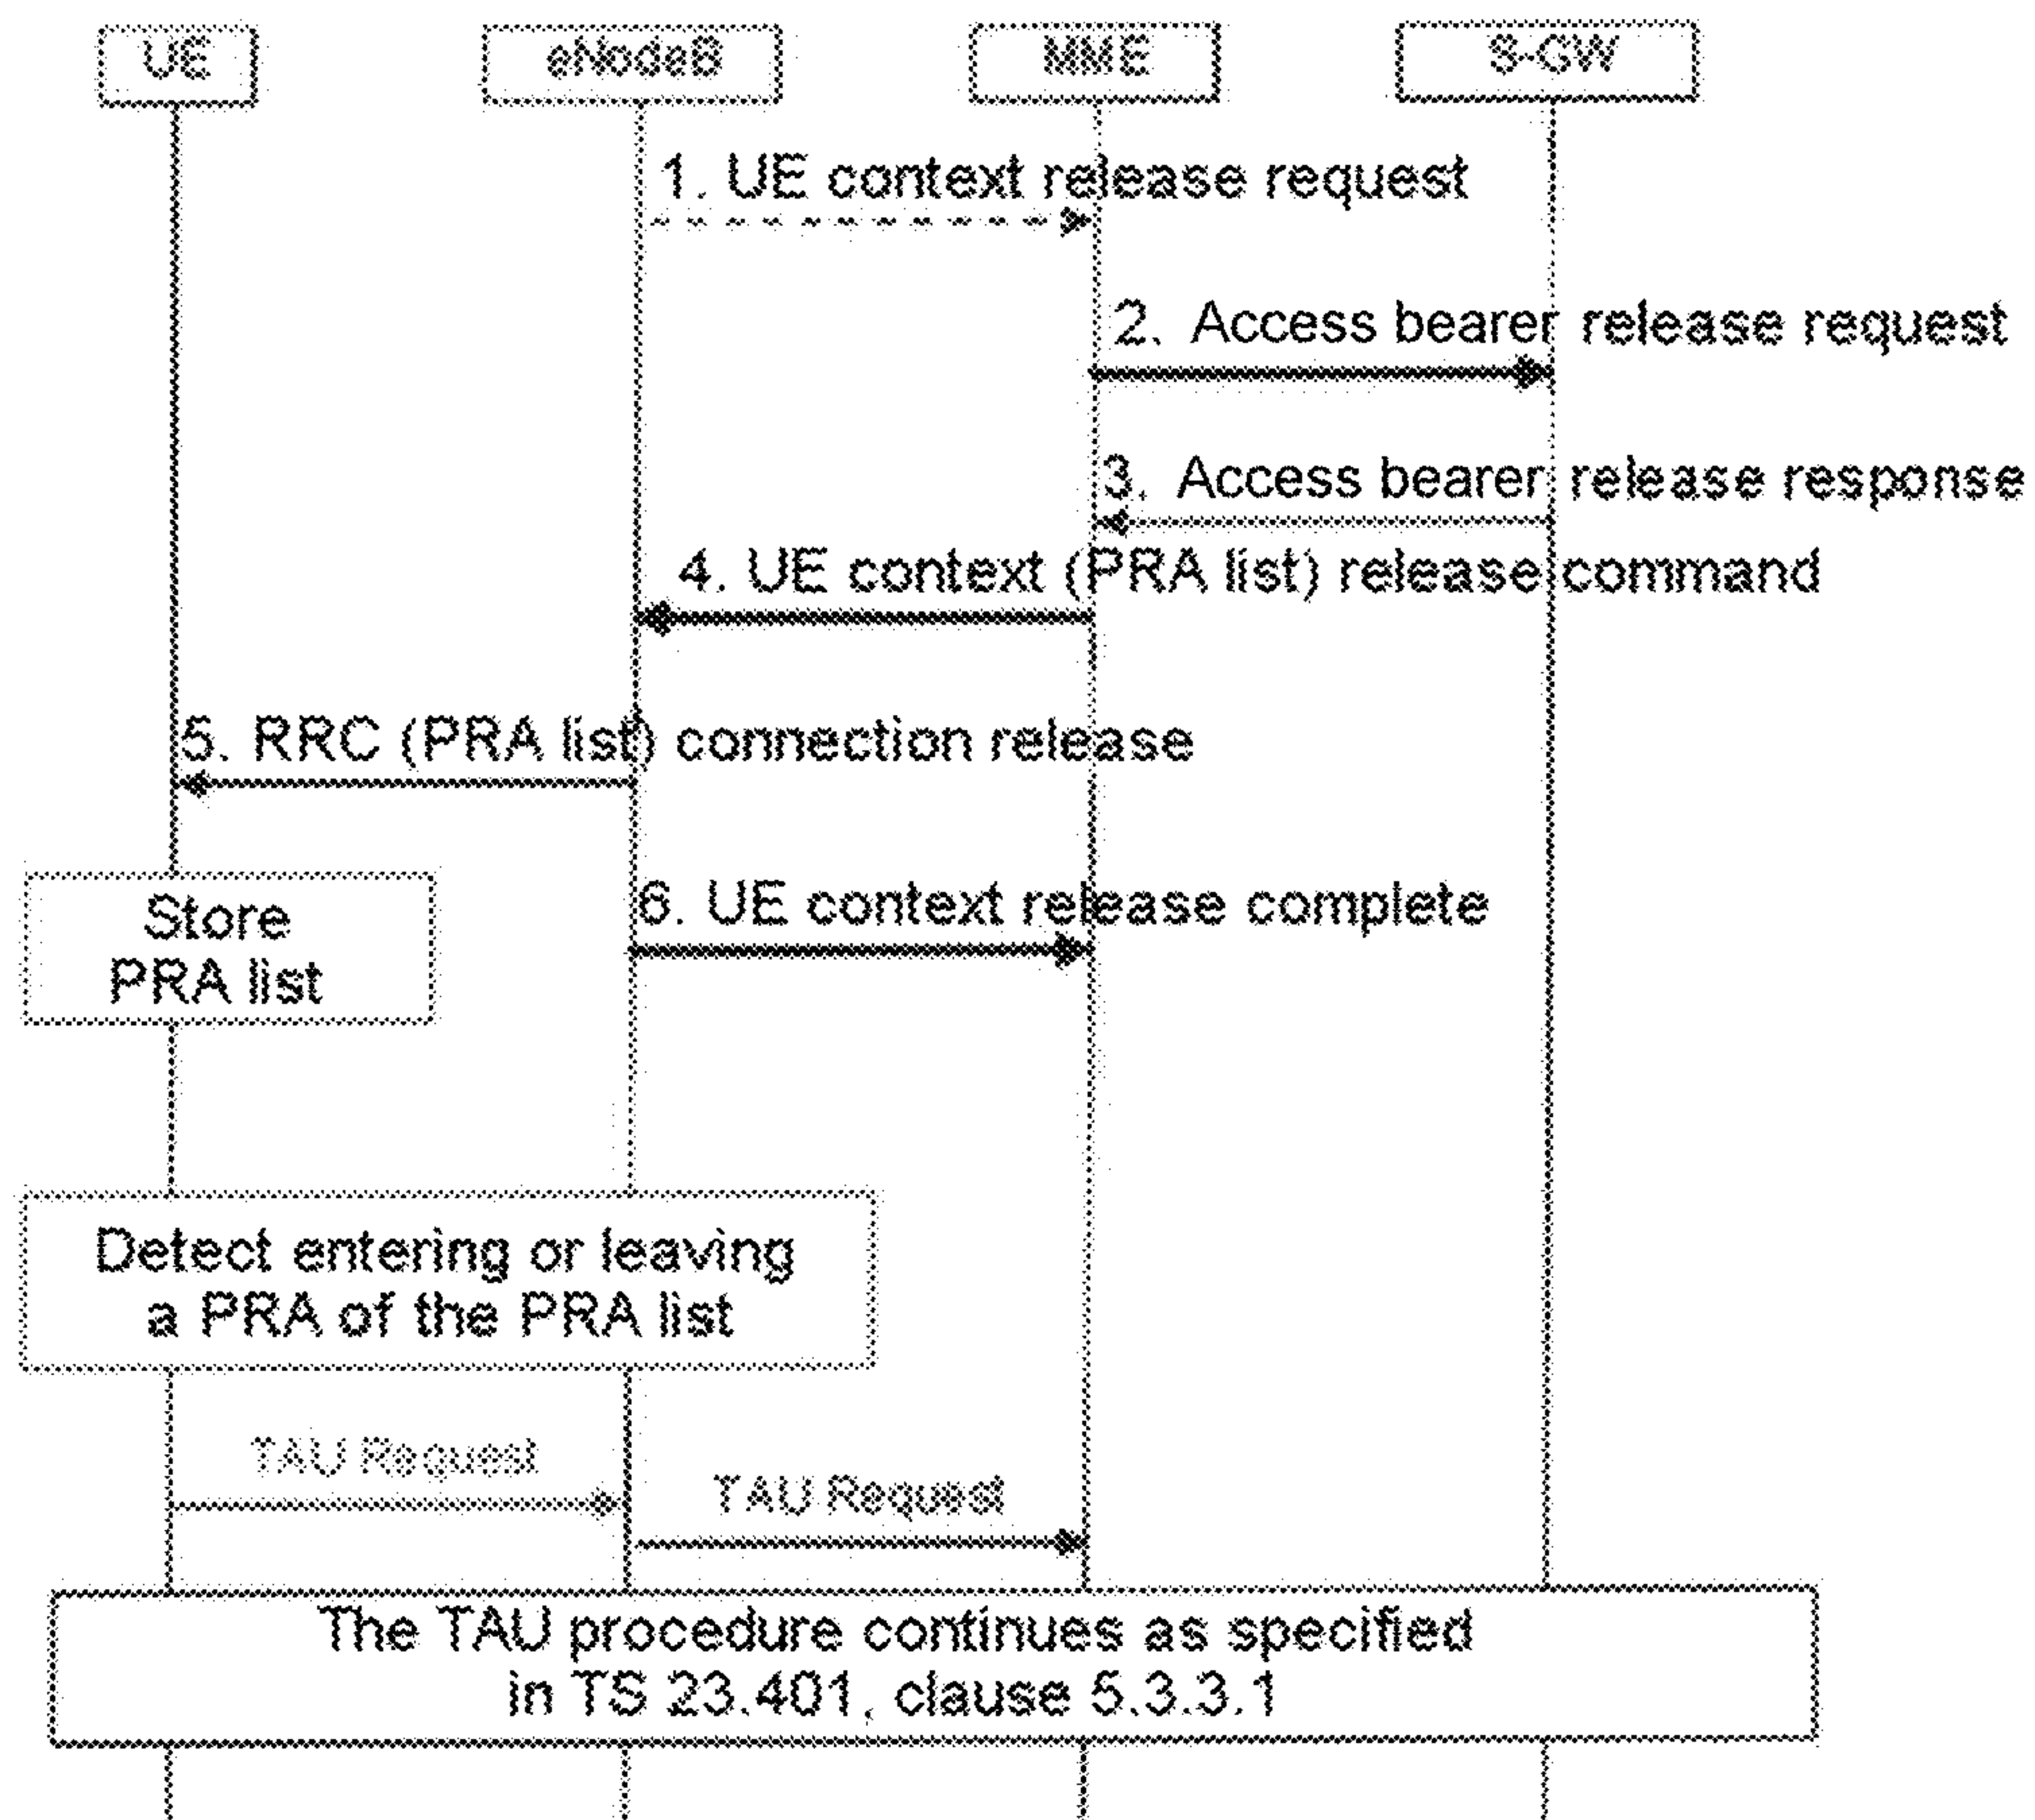 UE
eNodeB
MME
S-GW
1. UE context release request
2. Access bearer release request
3. Access bearer release response
4. UE context (PRA list) release command
5. RRC (PRA list) connection release
Store
PRA list
6. UE context release complete
Detect entering or leaving
a PRA of the PRA list
TAU Request
TAU Request
The TAU procedure continues as specified
in TS 23.401, clause 5.3.3.1